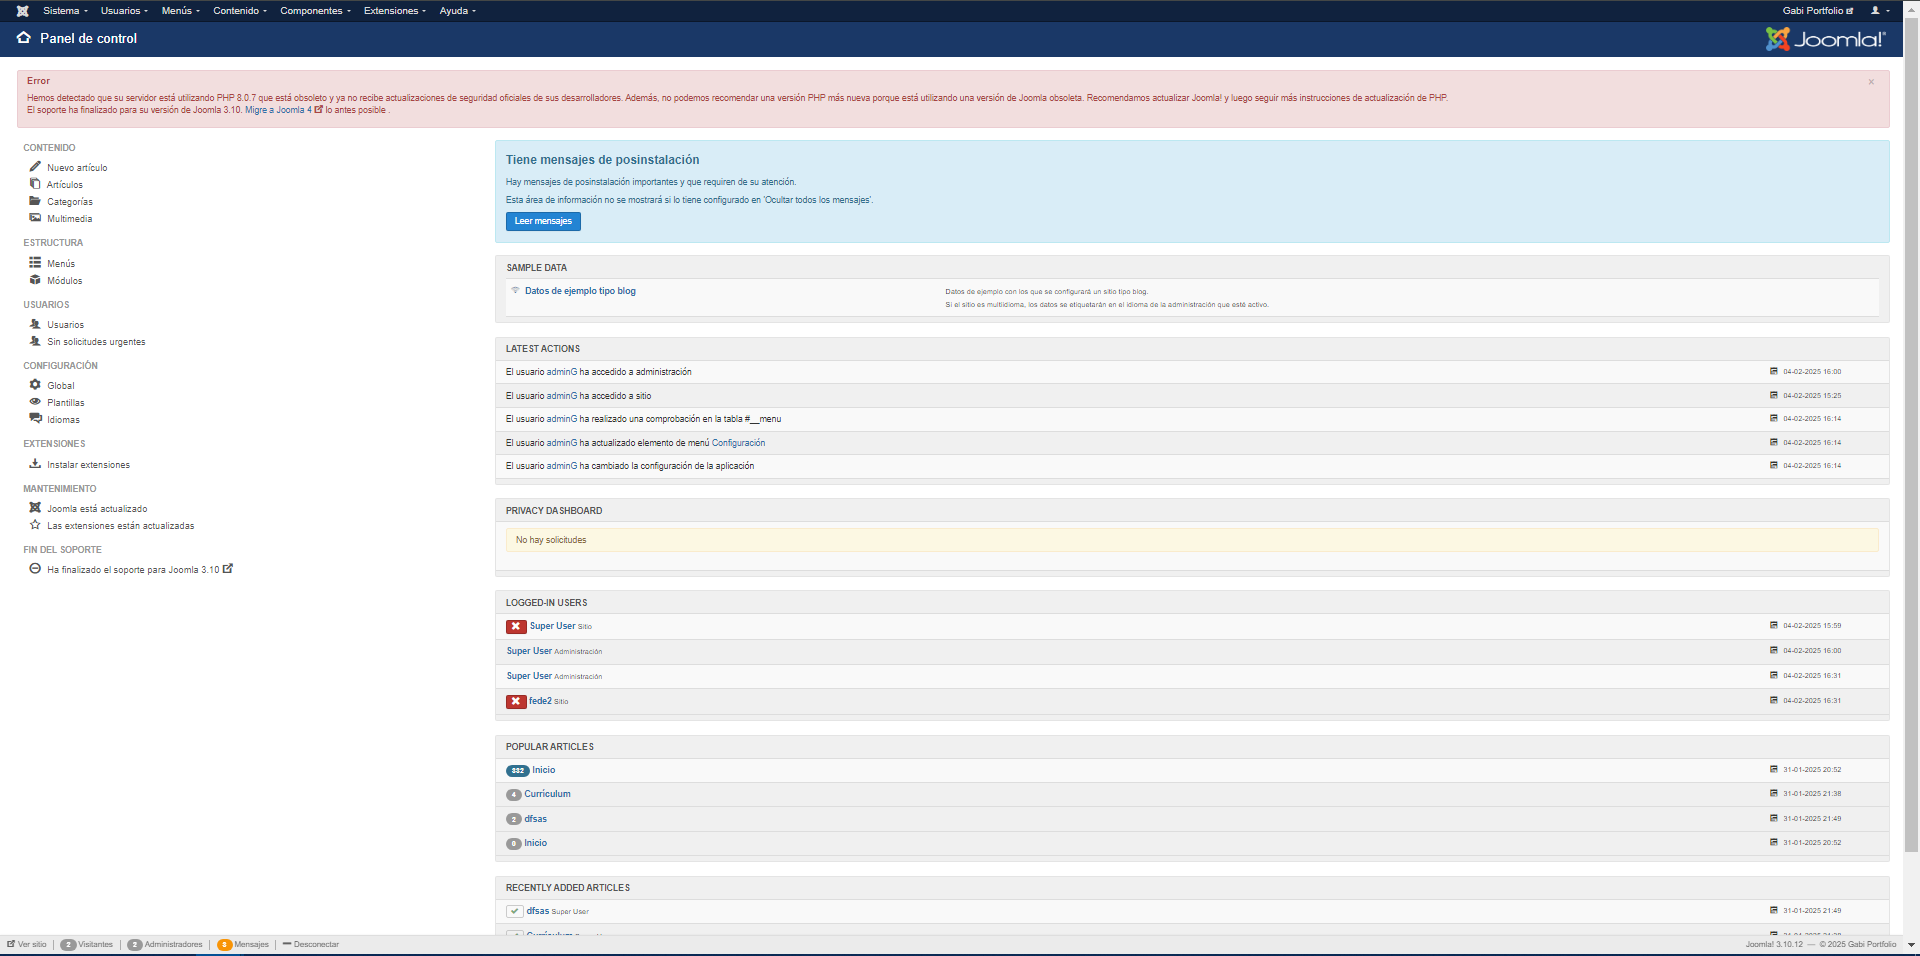 Sistema Usuarios Menús Contenido Componentes Extensiones Ayuda Gabi Portfolio
Panel de control Joomla!®
Error ×
Hemos detectado que su servidor está utilizando PHP 8.0.7 que está obsoleto y ya no recibe actualizaciones de seguridad oficiales de sus desarrolladores. Además, no podemos recomendar una versión PHP más nueva porque está utilizando una versión de Joomla obsoleta. Recomendamos actualizar Joomla! y luego seguir más instrucciones de actualización de PHP.
El soporte ha finalizado para su versión de Joomla 3.10. Migre a Joomla 4 lo antes posible .
CONTENIDO
Nuevo artículo
Artículos
Categorías
Multimedia
ESTRUCTURA
Menús
Módulos
USUARIOS
Usuarios
Sin solicitudes urgentes
CONFIGURACIÓN
Global
Plantillas
Idiomas
EXTENSIONES
Instalar extensiones
MANTENIMIENTO
Joomla está actualizado
Las extensiones están actualizadas
FIN DEL SOPORTE
Ha finalizado el soporte para Joomla 3.10
Tiene mensajes de posinstalación
Hay mensajes de posinstalación importantes y que requiren de su atención.
Esta área de información no se mostrará si lo tiene configurado en 'Ocultar todos los mensajes'.
Leer mensajes
SAMPLE DATA
Datos de ejemplo tipo blog Datos de ejemplo con los que se configurará un sitio tipo blog.
Si el sitio es multiidioma, los datos se etiquetarán en el idioma de la administración que esté activo.
LATEST ACTIONS
El usuario adminG ha accedido a administración 04-02-2025 16:00
El usuario adminG ha accedido a sitio 04-02-2025 15:25
El usuario adminG ha realizado una comprobación en la tabla #__menu 04-02-2025 16:14
El usuario adminG ha actualizado elemento de menú Configuración 04-02-2025 16:14
El usuario adminG ha cambiado la configuración de la aplicación 04-02-2025 16:14
PRIVACY DASHBOARD
No hay solicitudes
LOGGED-IN USERS
Super User Sitio 04-02-2025 15:59
Super User Administración 04-02-2025 16:00
Super User Administración 04-02-2025 16:31
fede2 Sitio 04-02-2025 16:31
POPULAR ARTICLES
332 Inicio 31-01-2025 20:52
4 Currículum 31-01-2025 21:38
2 dfsas 31-01-2025 21:49
0 Inicio 31-01-2025 20:52
RECENTLY ADDED ARTICLES
dfsas Super User 31-01-2025 21:49
Ver sitio 2 Visitantes 2 Administradores 3 Mensajes Desconectar Joomla! 3.10.12 — © 2025 Gabi Portfolio